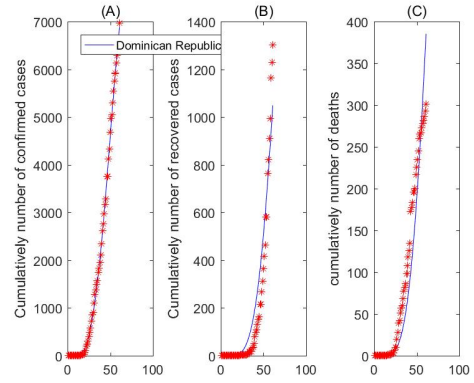 (A)
Cumulatively number of confirmed cases
7000
6000
5000
4000
3000
2000
1000
0
0 50 100
Dominican Republic
(B)
Cumulatively number of recovered cases
1400
1200
1000
800
600
400
200
0
0 50 100
(C)
cumulatively number of deaths
400
350
300
250
200
150
100
50
0
0 50 100